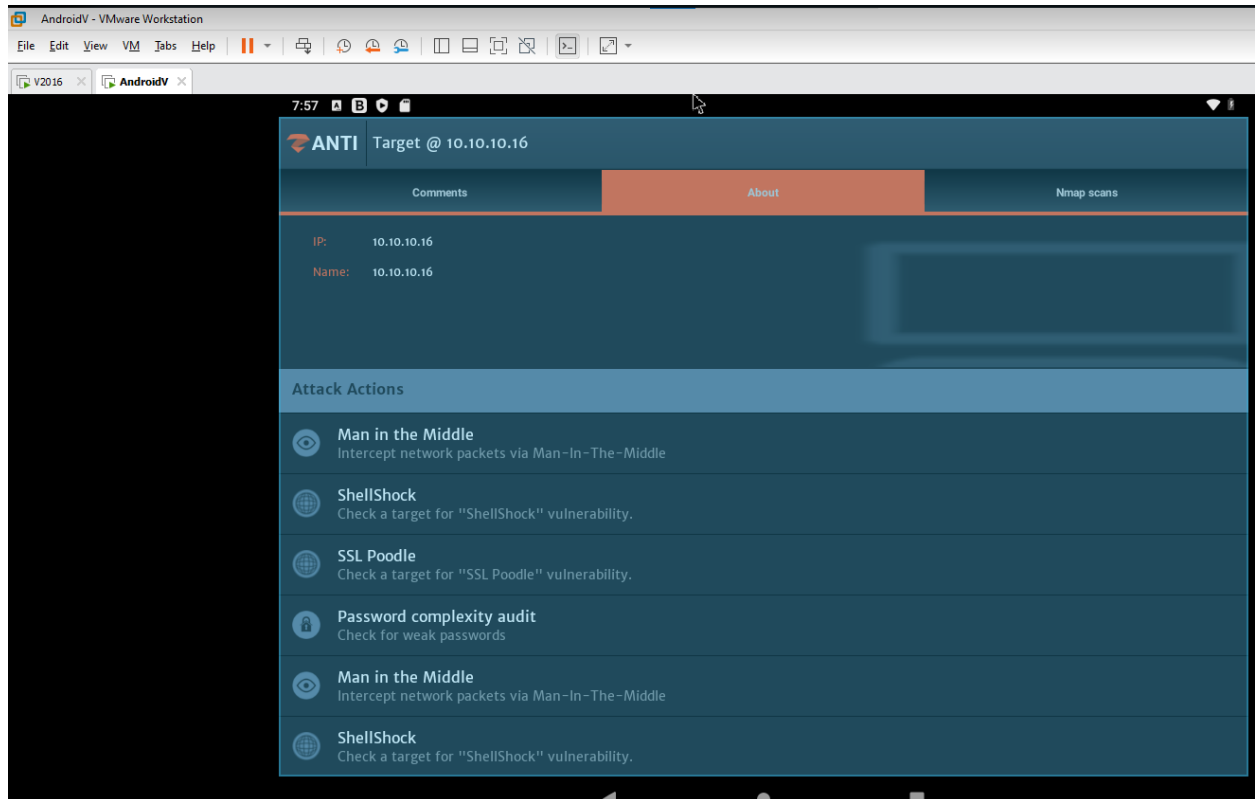 AndroidV - VMware Workstation
File Edit View VM Tabs Help
V2016 AndroidV
7:57 A B
ANTI Target @ 10.10.10.16
Comments About Nmap scans
IP: 10.10.10.16
Name: 10.10.10.16
Attack Actions
Man in the Middle
Intercept network packets via Man-In-The-Middle
ShellShock
Check a target for "ShellShock" vulnerability.
SSL Poodle
Check a target for "SSL Poodle" vulnerability.
Password complexity audit
Check for weak passwords
Man in the Middle
Intercept network packets via Man-In-The-Middle
ShellShock
Check a target for "ShellShock" vulnerability.